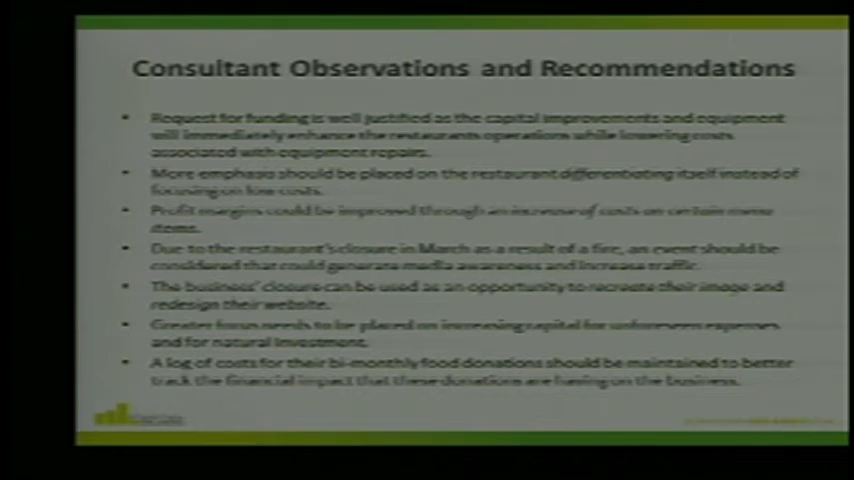 Consultant Observations and Recommendations
• Request for funding is well justified as the capital improvements and equipment
will immediately enhance the restaurants operations while lowering costs
associated with equipment repairs.
• More emphasis should be placed on the restaurant differentiating itself instead of
focusing on low costs.
• Profit margins could be improved through an increase of costs on certain menu
items.
• Due to the restaurant's closure in March as a result of a fire, an event should be
considered that could generate media awareness and increase traffic.
• The business' closure can be used as an opportunity to recreate their image and
redesign their website.
• Greater focus needs to be placed on increasing capital for unforeseen expenses
and for natural investment.
• A log of costs for their bi-monthly food donations should be maintained to better
track the financial impact that these donations are having on the business.